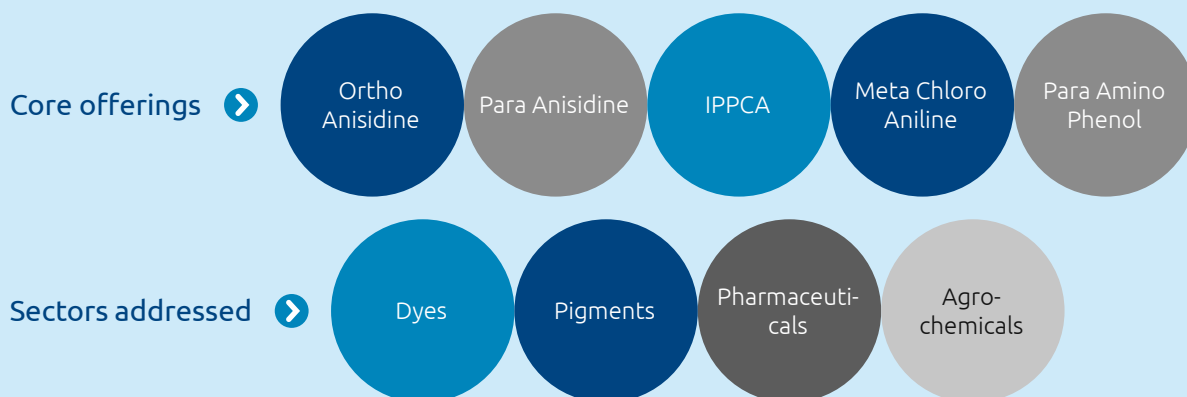 Core offerings
Ortho
Anisidine
Para Anisidine
IPPCA
Meta Chloro
Aniline
Para Amino
Phenol
Sectors addressed
Dyes
Pigments
Pharmaceuti-
cals
Agro-
chemicals